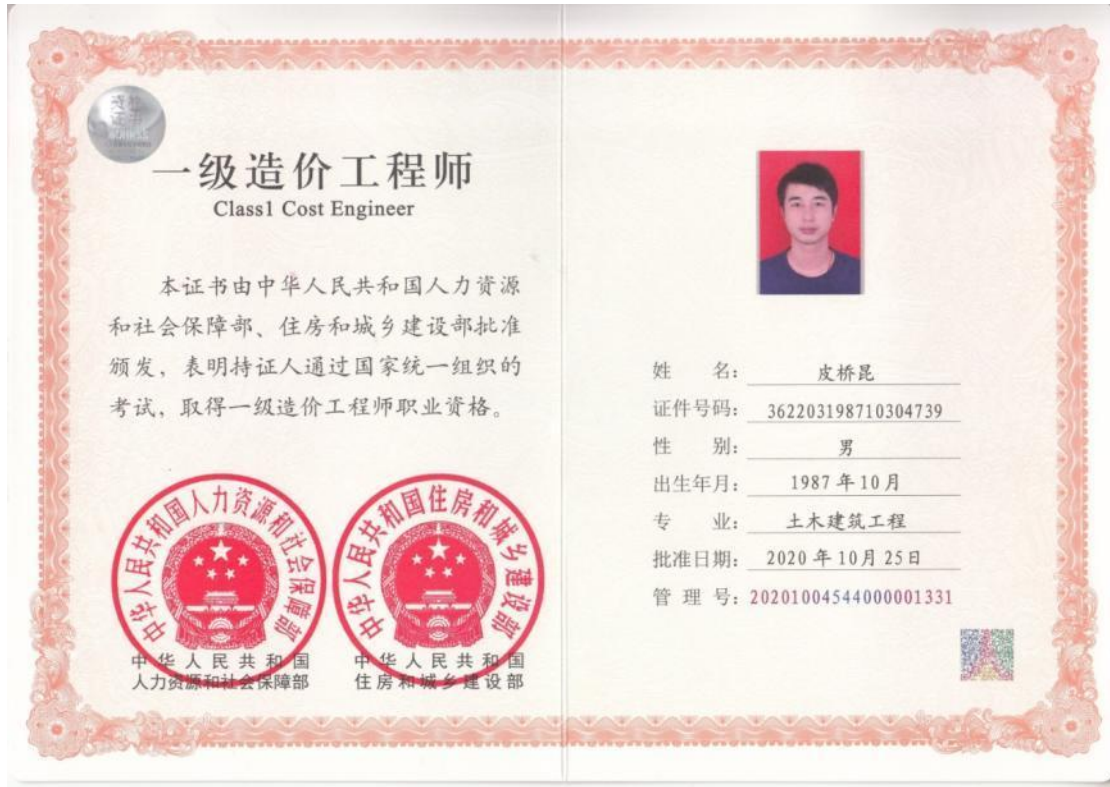 资格
证书
一级造价工程师
Class1 Cost Engineer
本证书由中华人民共和国人力资源
和社会保障部、住房和城乡建设部批准
颁发，表明持证人通过国家统一组织的
考试，取得一级造价工程师职业资格。
中华人民共和国人力资源和社会保障部
中华人民共和国住房和城乡建设部
中华人民共和国
人力资源和社会保障部
中华人民共和国
住房和城乡建设部
姓 名：皮桥昆
证件号码：362203198710304739
性 别：男
出生年月：1987年10月
专 业：土木建筑工程
批准日期：2020年10月25日
管 理 号：20201004544000001331